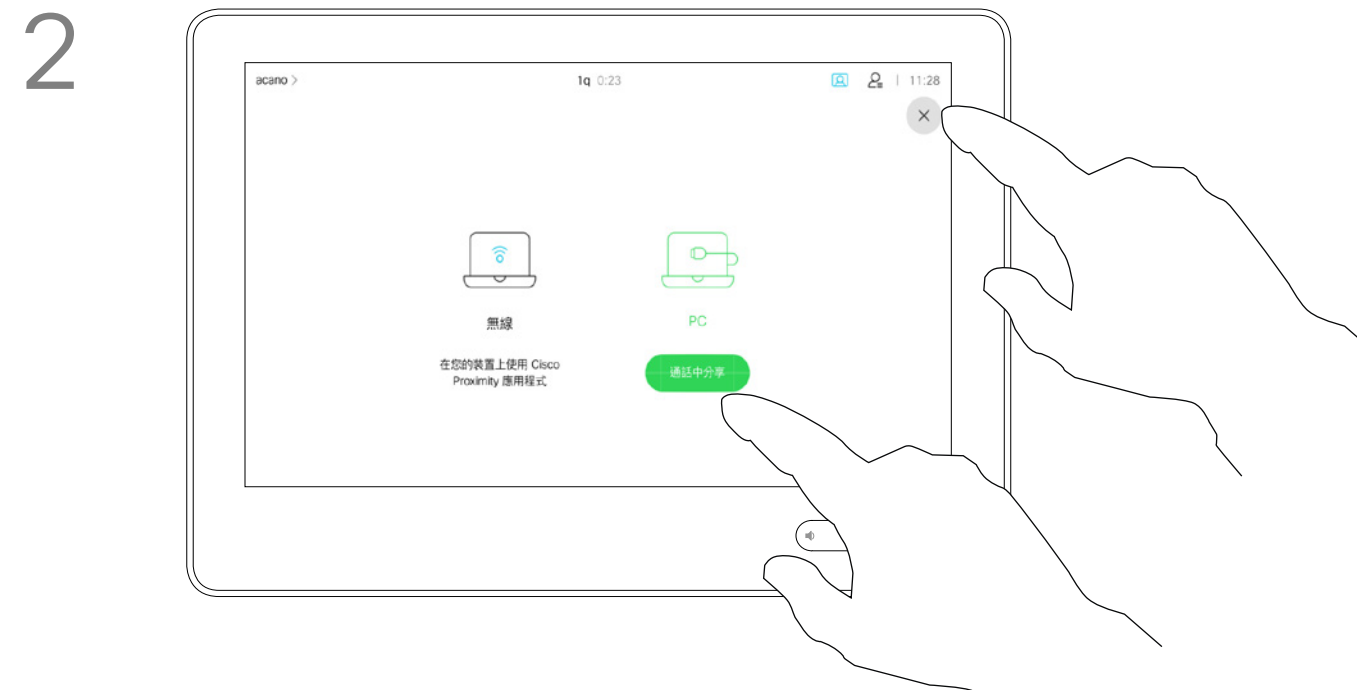 2
acano >
1q 0:23
11:28
無線
在您的裝置上使用 Cisco
Proximity 應用程式
PC
通話中分享